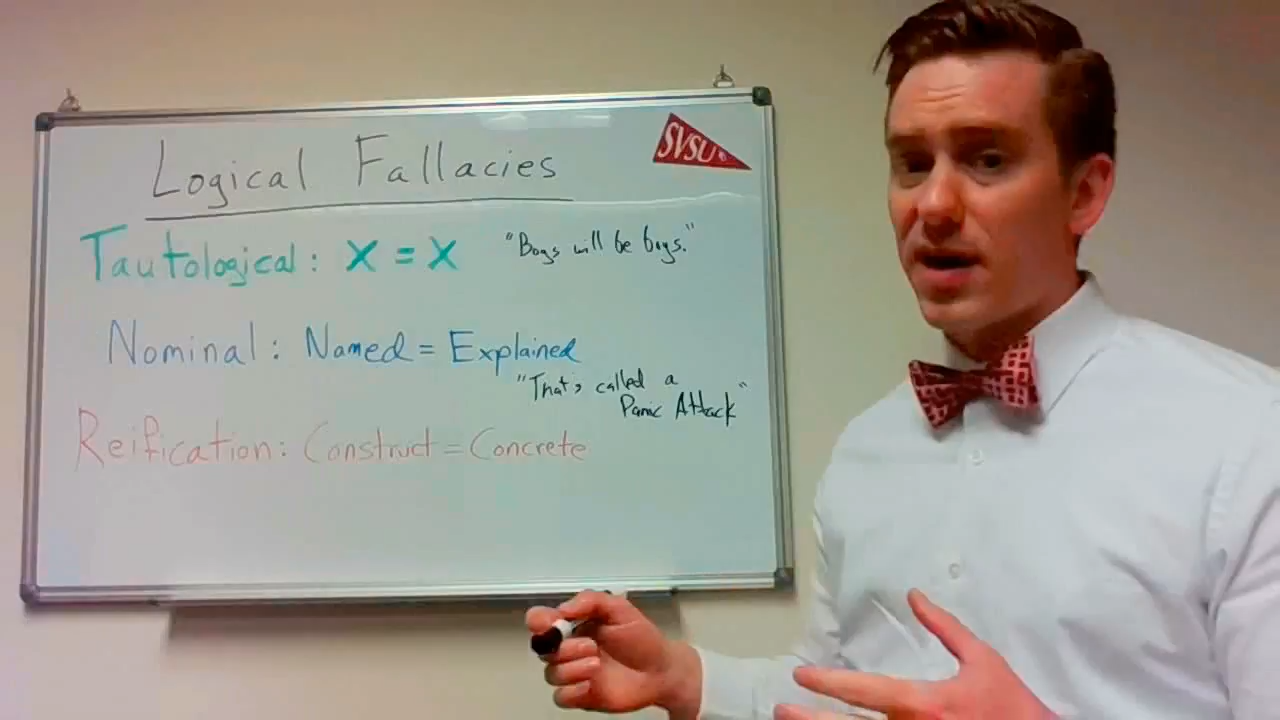 Logical Fallacies
SVSU
Tautological: X = X "Boys will be boys."
Nominal: Named = Explained
"That's called a
Panic Attack"
Reification: Construct = Concrete